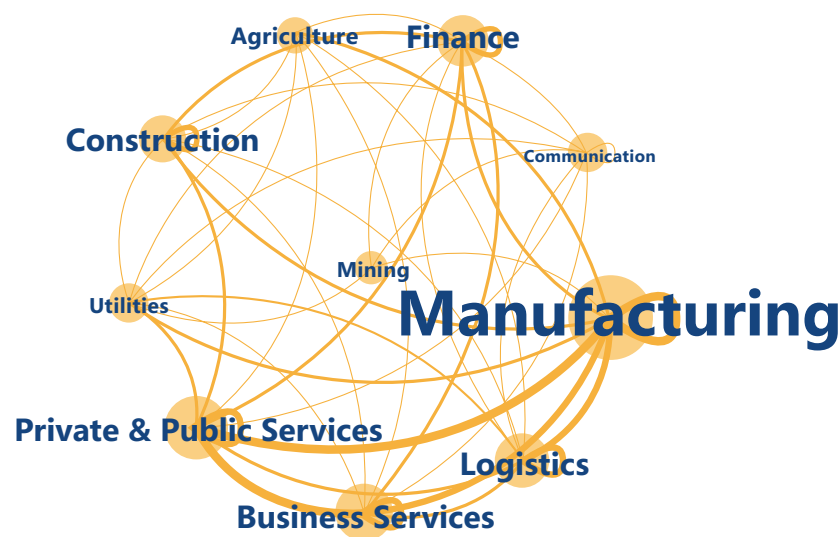 Agriculture
Finance
Construction
Communication
Mining
Utilities
Manufacturing
Private & Public Services
Logistics
Business Services